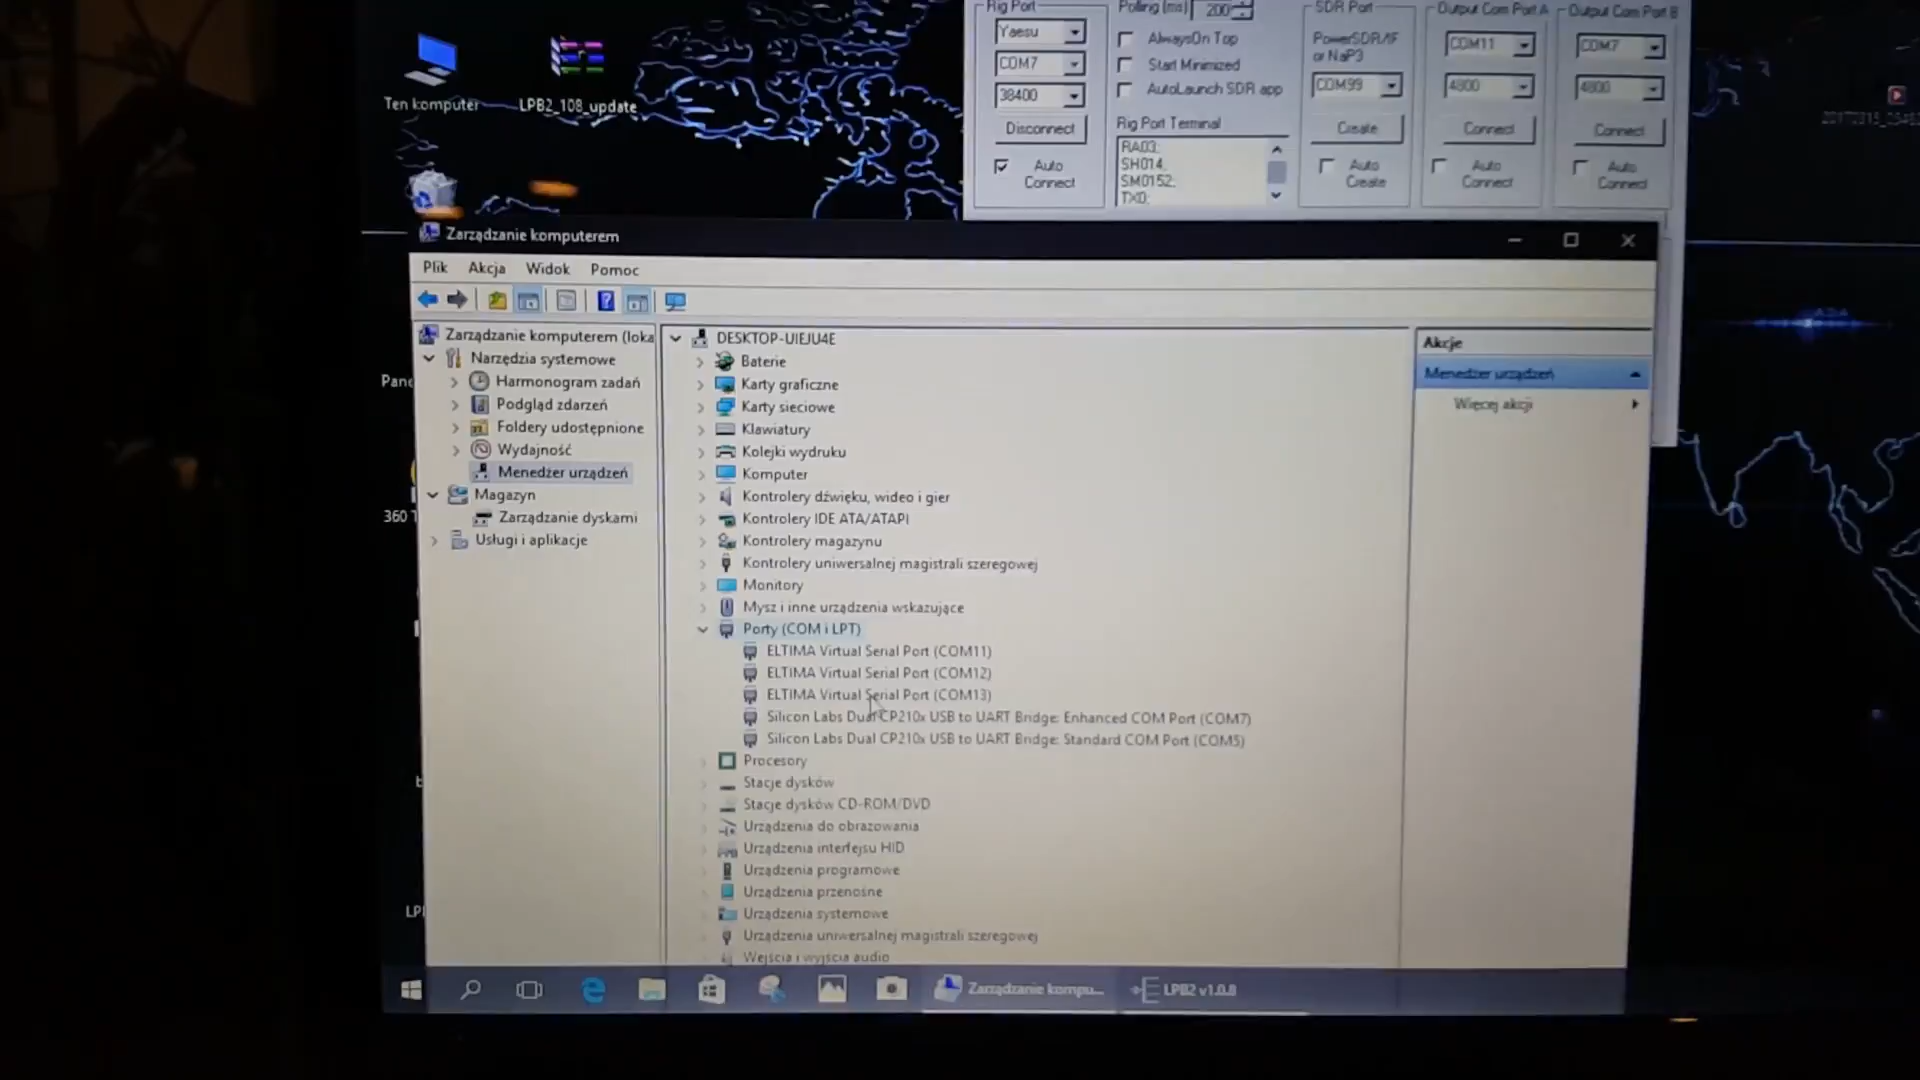 Ten komputer
LPB2_108_update
Rig Port
Yaesu
COM7
38400
Disconnect
Auto
Connect
Polling (ms)
200
AlwaysOn Top
Start Minimized
AutoLaunch SDR app
Rig Port Terminal
RA03;
SH014;
SM0152;
TX0;
SDR Port
PowerSDR/IF
or NaP3
COM99
Create
Auto
Create
Output Com Port A
COM11
4800
Connect
Auto
Connect
Output Com Port B
COM7
4800
Connect
Auto
Connect
Zarządzanie komputerem
Plik Akcja Widok Pomoc
Zarządzanie komputerem (loka
Narzędzia systemowe
Harmonogram zadań
Podgląd zdarzeń
Foldery udostępnione
Wydajność
Menedżer urządzeń
Magazyn
Zarządzanie dyskami
Usługi i aplikacje
DESKTOP-UIEJU4E
Baterie
Karty graficzne
Karty sieciowe
Klawiatury
Kolejki wydruku
Komputer
Kontrolery dźwięku, wideo i gier
Kontrolery IDE ATA/ATAPI
Kontrolery magazynu
Kontrolery uniwersalnej magistrali szeregowej
Monitory
Mysz i inne urządzenia wskazujące
Porty (COM i LPT)
ELTIMA Virtual Serial Port (COM11)
ELTIMA Virtual Serial Port (COM12)
ELTIMA Virtual Serial Port (COM13)
Silicon Labs Dual CP210x USB to UART Bridge: Enhanced COM Port (COM7)
Silicon Labs Dual CP210x USB to UART Bridge: Standard COM Port (COM5)
Procesory
Stacje dysków
Stacje dysków CD-ROM/DVD
Urządzenia do obrazowania
Urządzenia interfejsu HID
Urządzenia programowe
Urządzenia przenośne
Urządzenia systemowe
Urządzenia uniwersalnej magistrali szeregowej
Wejścia i wyjścia audio
Akcje
Menedżer urządzeń
Więcej akcji
Pane
360 T
LPI
ASIA
Zarządzanie kompu...
LPB2 v1.0.8